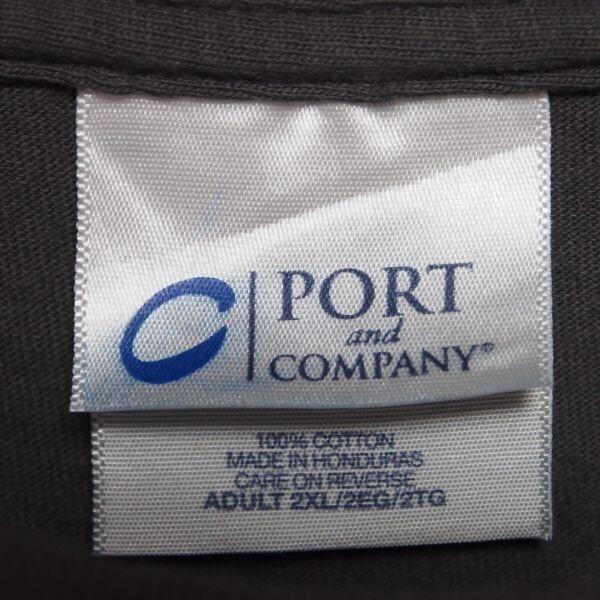 PORT
and
COMPANY®
100% COTTON
MADE IN HONDURAS
CARE ON REVERSE
ADULT 2XL/2EG/2TG